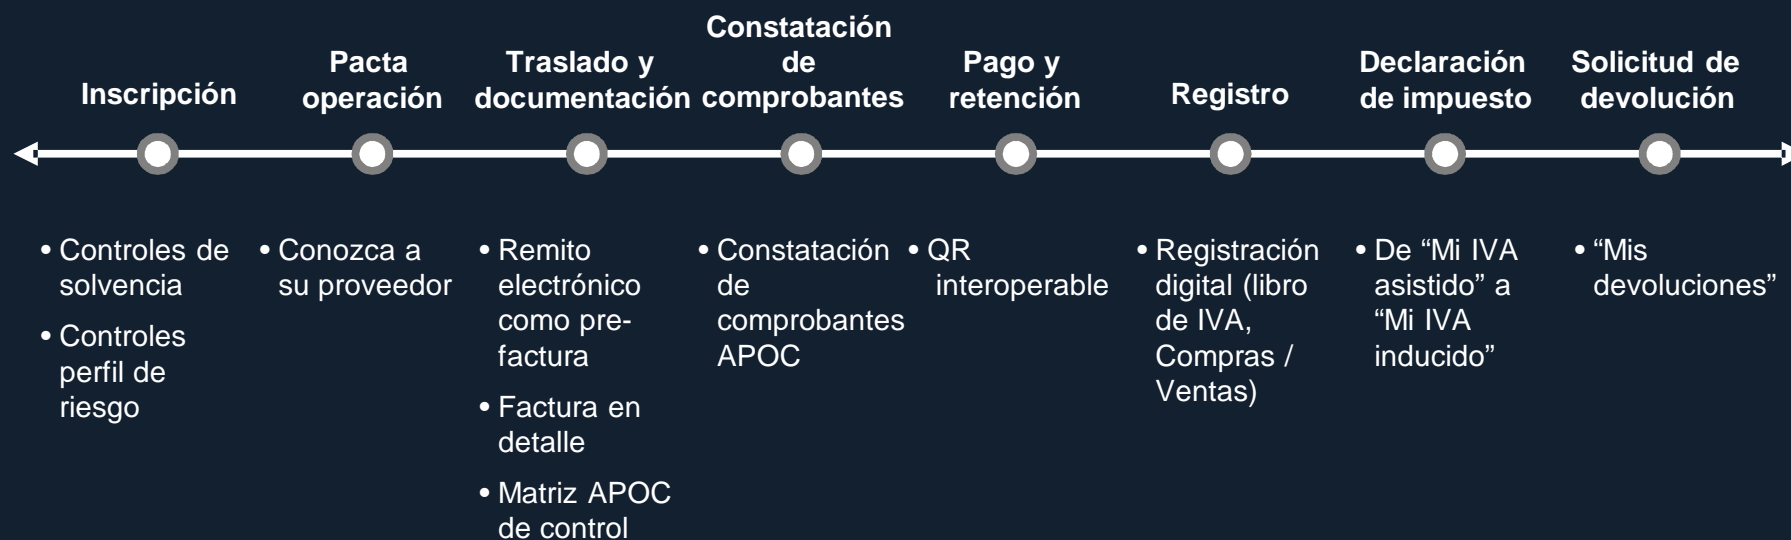 Inscripción
Pacta
operación
Traslado y
documentación
Constatación
de
comprobantes
Pago y
retención
Registro
Declaración
de impuesto
Solicitud de
devolución
• Controles de
solvencia
• Controles
perfil de
riesgo
• Conozca a
su proveedor
• Remito
electrónico
como pre-
factura
• Factura en
detalle
• Matriz APOC
de control
• Constatación
de
comprobantes
APOC
• QR
interoperable
• Registración
digital (libro
de IVA,
Compras /
Ventas)
• De “Mi IVA
asistido” a
“Mi IVA
inducido”
• “Mis
devoluciones”